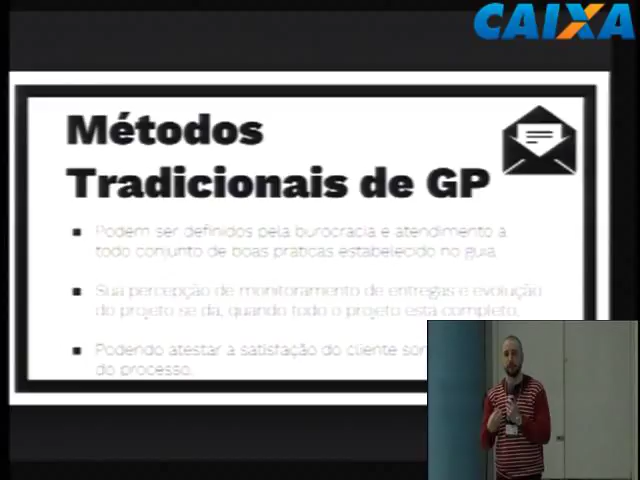 CAIXA
Métodos
Tradicionais de GP
Podem ser definidos pela burocracia e atendimento a
todo conjunto de boas praticas estabelecido no guia.
Sua percepção de monitoramento de entregas e evolução
do projeto se da, quando todo o projeto esta completo.
Podendo atestar a satisfação do cliente
do processo.